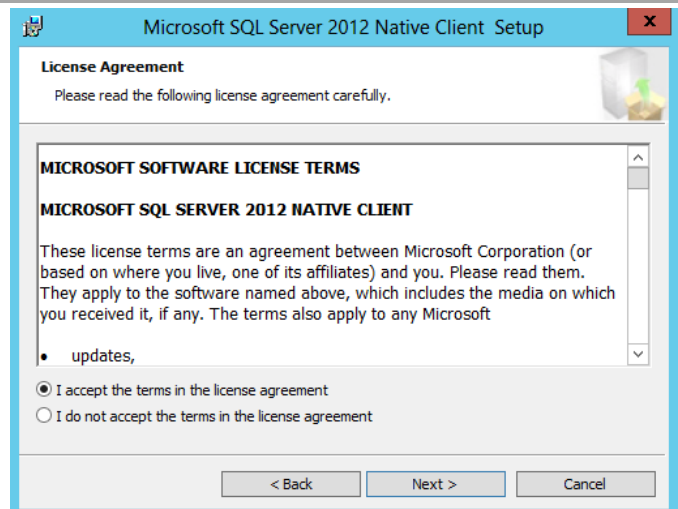 Microsoft SQL Server 2012 Native Client  Setup
x
License Agreement
Please read the following license agreement carefully.
MICROSOFT SOFTWARE LICENSE TERMS
MICROSOFT SQL SERVER 2012 NATIVE CLIENT
These license terms are an agreement between Microsoft Corporation (or
based on where you live, one of its affiliates) and you. Please read them.
They apply to the software named above, which includes the media on which
you received it, if any. The terms also apply to any Microsoft
• updates,
I accept the terms in the license agreement
I do not accept the terms in the license agreement
< Back Next > Cancel